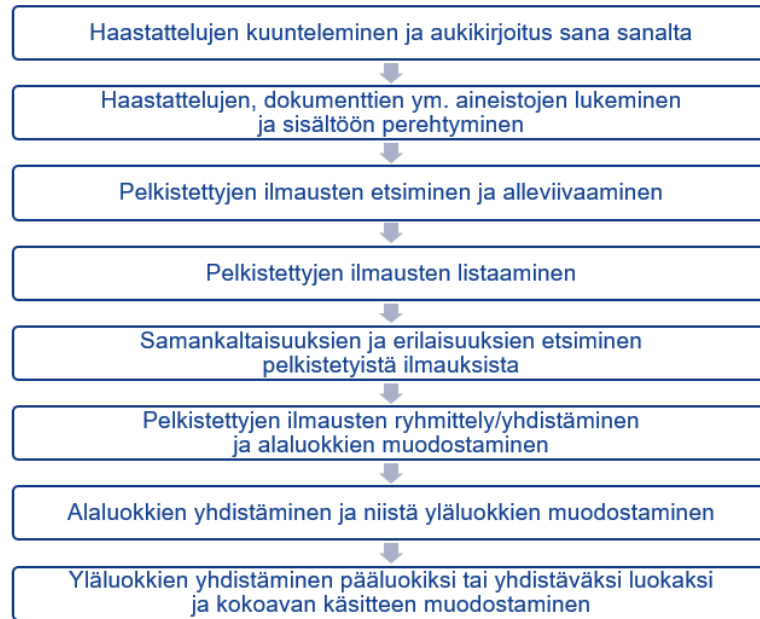 Haastattelujen kuunteleminen ja aukikirjoitus sana sanalta
Haastattelujen, dokumenttien ym. aineistojen lukeminen
ja sisältöön perehtyminen
Pelkistettyjen ilmausten etsiminen ja alleviivaaminen
Pelkistettyjen ilmausten listaaminen
Samankaltaisuuksien ja erilaisuuksien etsiminen
pelkistetyistä ilmauksista
Pelkistettyjen ilmausten ryhmittely/yhdistäminen
ja alaluokkien muodostaminen
Alaluokkien yhdistäminen ja niistä yläluokkien muodostaminen
Yläluokkien yhdistäminen pääluokiksi tai yhdistäväksi luokaksi
ja kokoavan käsitteen muodostaminen